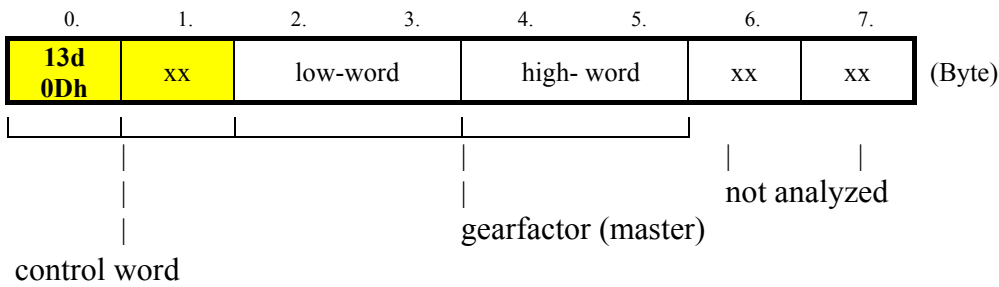 0. 1. 2. 3. 4. 5. 6. 7.
13d
0Dh xx low-word high- word xx xx (Byte)
not analyzed
gearfactor (master)
control word